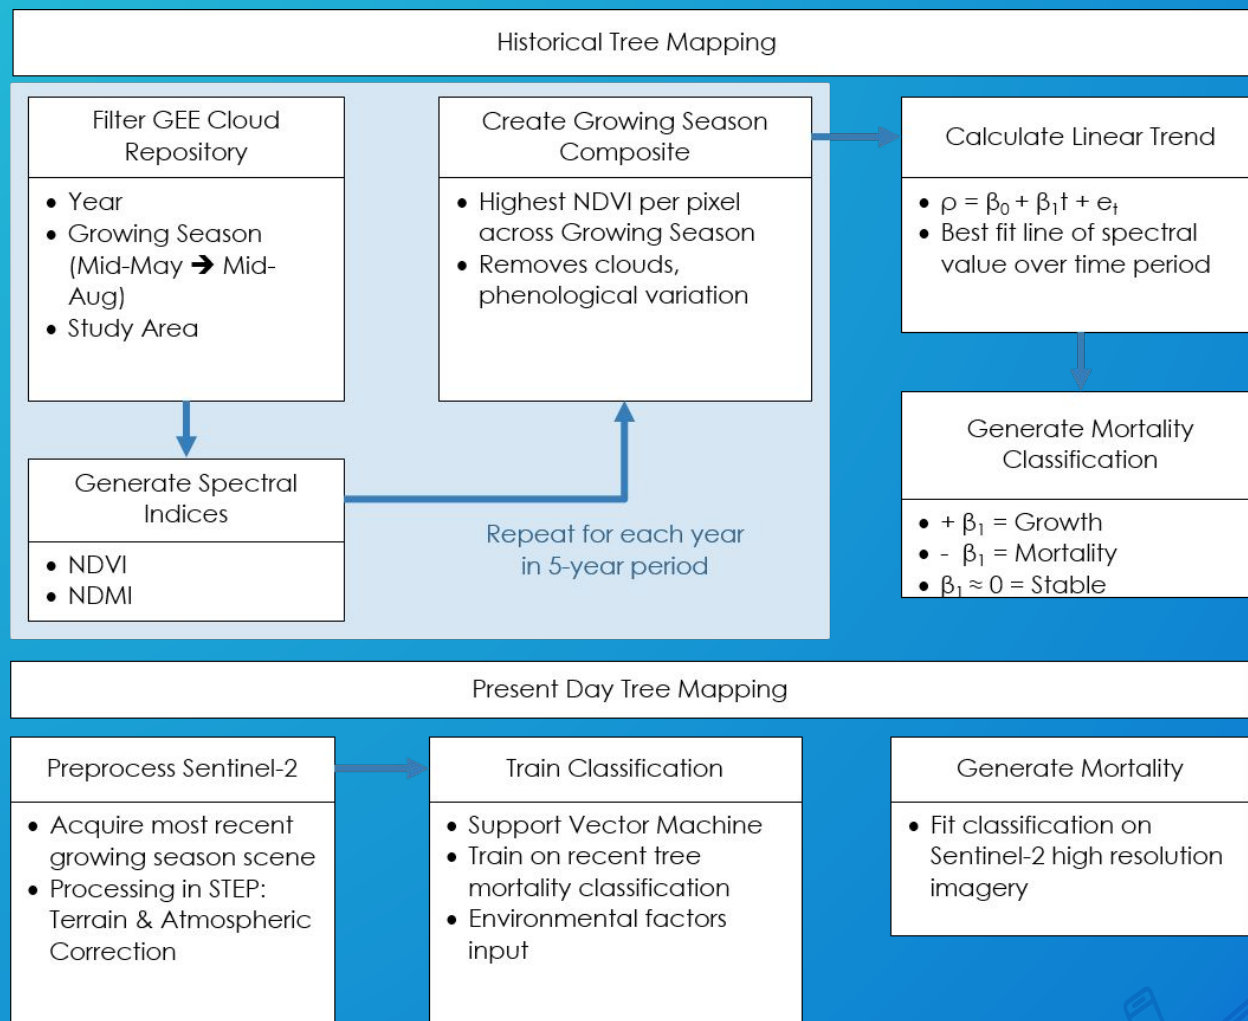 Historical Tree Mapping
Filter GEE Cloud
Repository
• Year
• Growing Season
(Mid-May ➔ Mid-
Aug)
• Study Area
Generate Spectral
Indices
• NDVI
• NDMI
Create Growing Season
Composite
• Highest NDVI per pixel
across Growing Season
• Removes clouds,
phenological variation
Repeat for each year
in 5-year period
Calculate Linear Trend
• ρ = β₀ + β₁t + eₜ
• Best fit line of spectral
value over time period
Generate Mortality
Classification
• + β₁ = Growth
• - β₁ = Mortality
• β₁ ≈ 0 = Stable
Present Day Tree Mapping
Preprocess Sentinel-2
• Acquire most recent
growing season scene
• Processing in STEP:
Terrain & Atmospheric
Correction
Train Classification
• Support Vector Machine
• Train on recent tree
mortality classification
• Environmental factors
input
Generate Mortality
• Fit classification on
Sentinel-2 high resolution
imagery